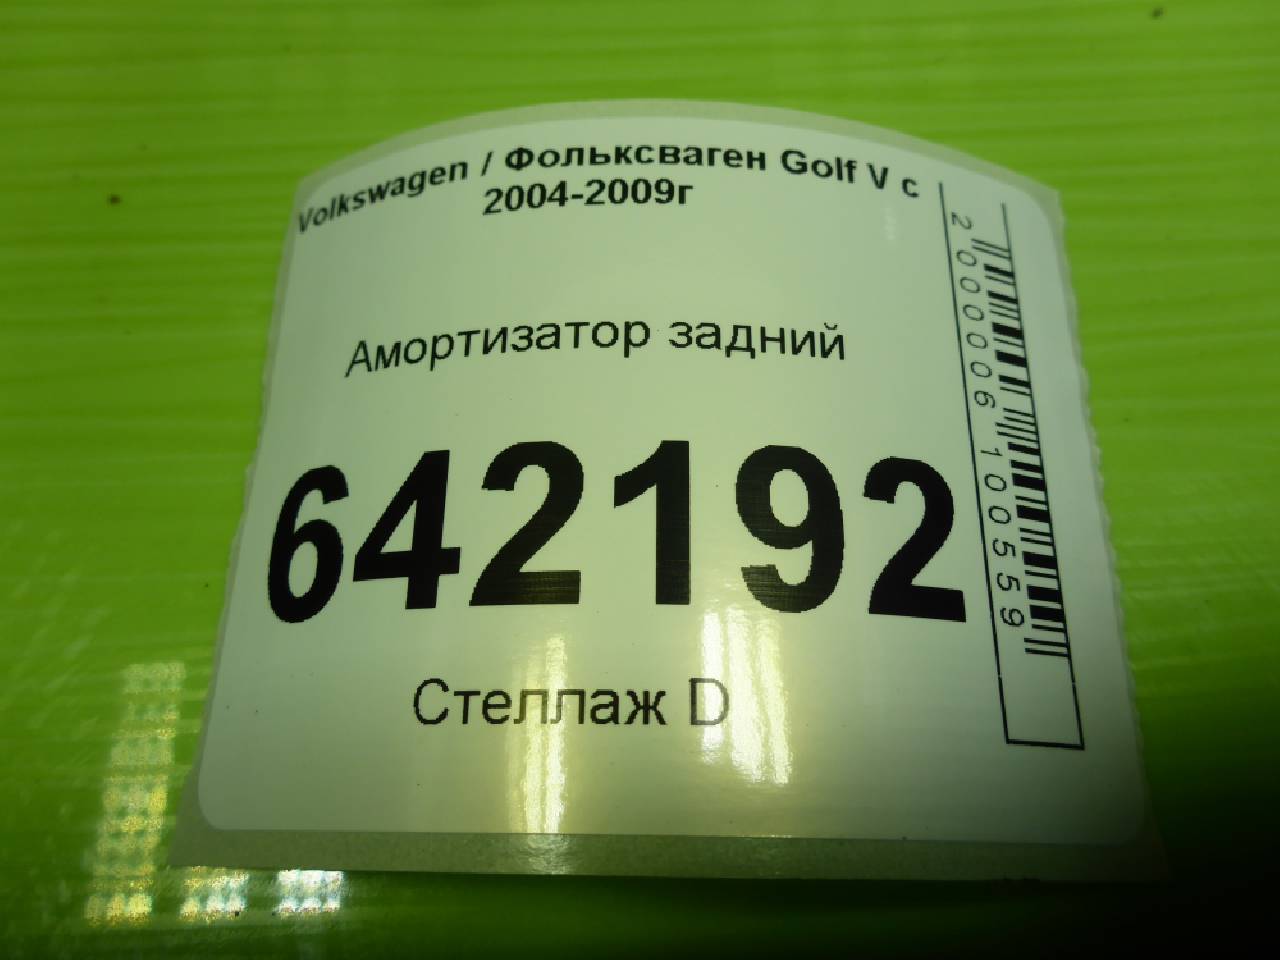 Volkswagen / Фольксваген Golf V с
2004-2009г
Амортизатор задний
642192
Стеллаж D
2000006100559